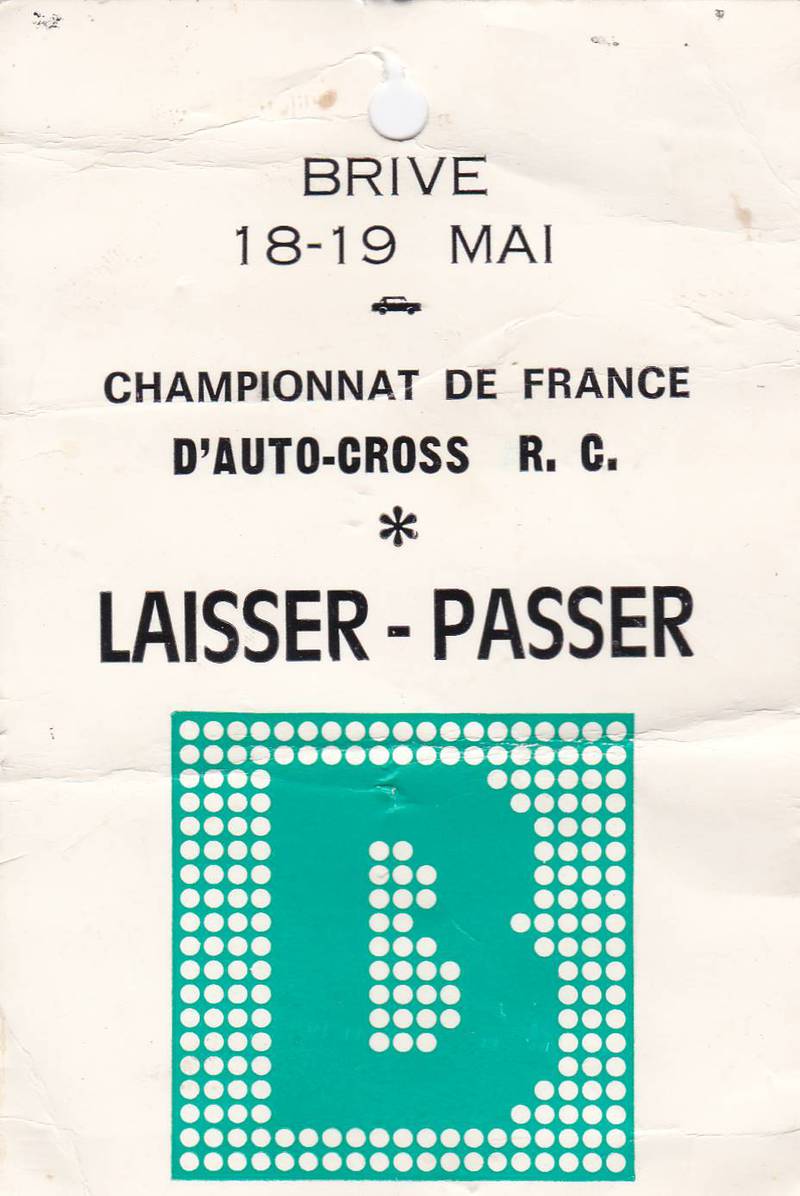 BRIVE
18-19 MAI
CHAMPIONNAT DE FRANCE
D'AUTO-CROSS R. C.
*
LAISSER - PASSER
B